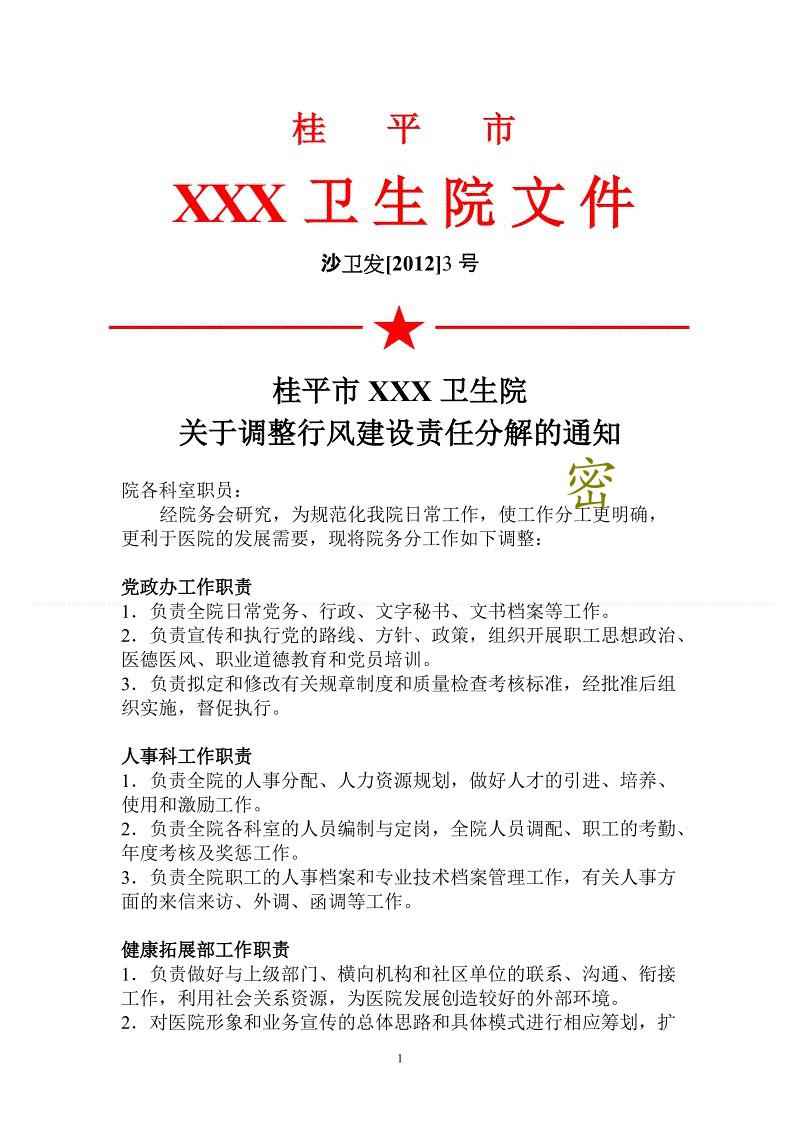 桂 平 市
XXX 卫生院文件
沙卫发[2012]3 号
桂平市 XXX 卫生院
关于调整行风建设责任分解的通知
密
院各科室职员：
经院务会研究，为规范化我院日常工作，使工作分工更明确，
更利于医院的发展需要，现将院务分工作如下调整：
党政办工作职责
1．负责全院日常党务、行政、文字秘书、文书档案等工作。
2．负责宣传和执行党的路线、方针、政策，组织开展职工思想政治、
医德医风、职业道德教育和党员培训。
3．负责拟定和修改有关规章制度和质量检查考核标准，经批准后组
织实施，督促执行。
人事科工作职责
1．负责全院的人事分配、人力资源规划，做好人才的引进、培养、
使用和激励工作。
2．负责全院各科室的人员编制与定岗，全院人员调配、职工的考勤、
年度考核及奖惩工作。
3．负责全院职工的人事档案和专业技术档案管理工作，有关人事方
面的来信来访、外调、函调等工作。
健康拓展部工作职责
1．负责做好与上级部门、横向机构和社区单位的联系、沟通、衔接
工作，利用社会关系资源，为医院发展创造较好的外部环境。
2．对医院形象和业务宣传的总体思路和具体模式进行相应筹划，扩
1